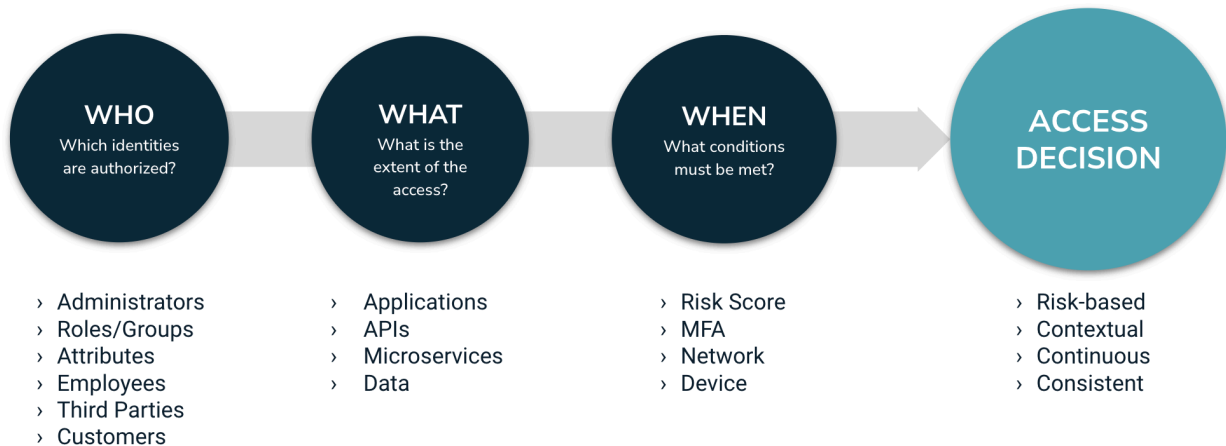 WHO
Which identities
are authorized?
WHAT
What is the
extent of the
access?
WHEN
What conditions
must be met?
ACCESS
DECISION
› Administrators
› Roles/Groups
› Attributes
› Employees
› Third Parties
› Customers
› Applications
› APIs
› Microservices
› Data
› Risk Score
› MFA
› Network
› Device
› Risk-based
› Contextual
› Continuous
› Consistent